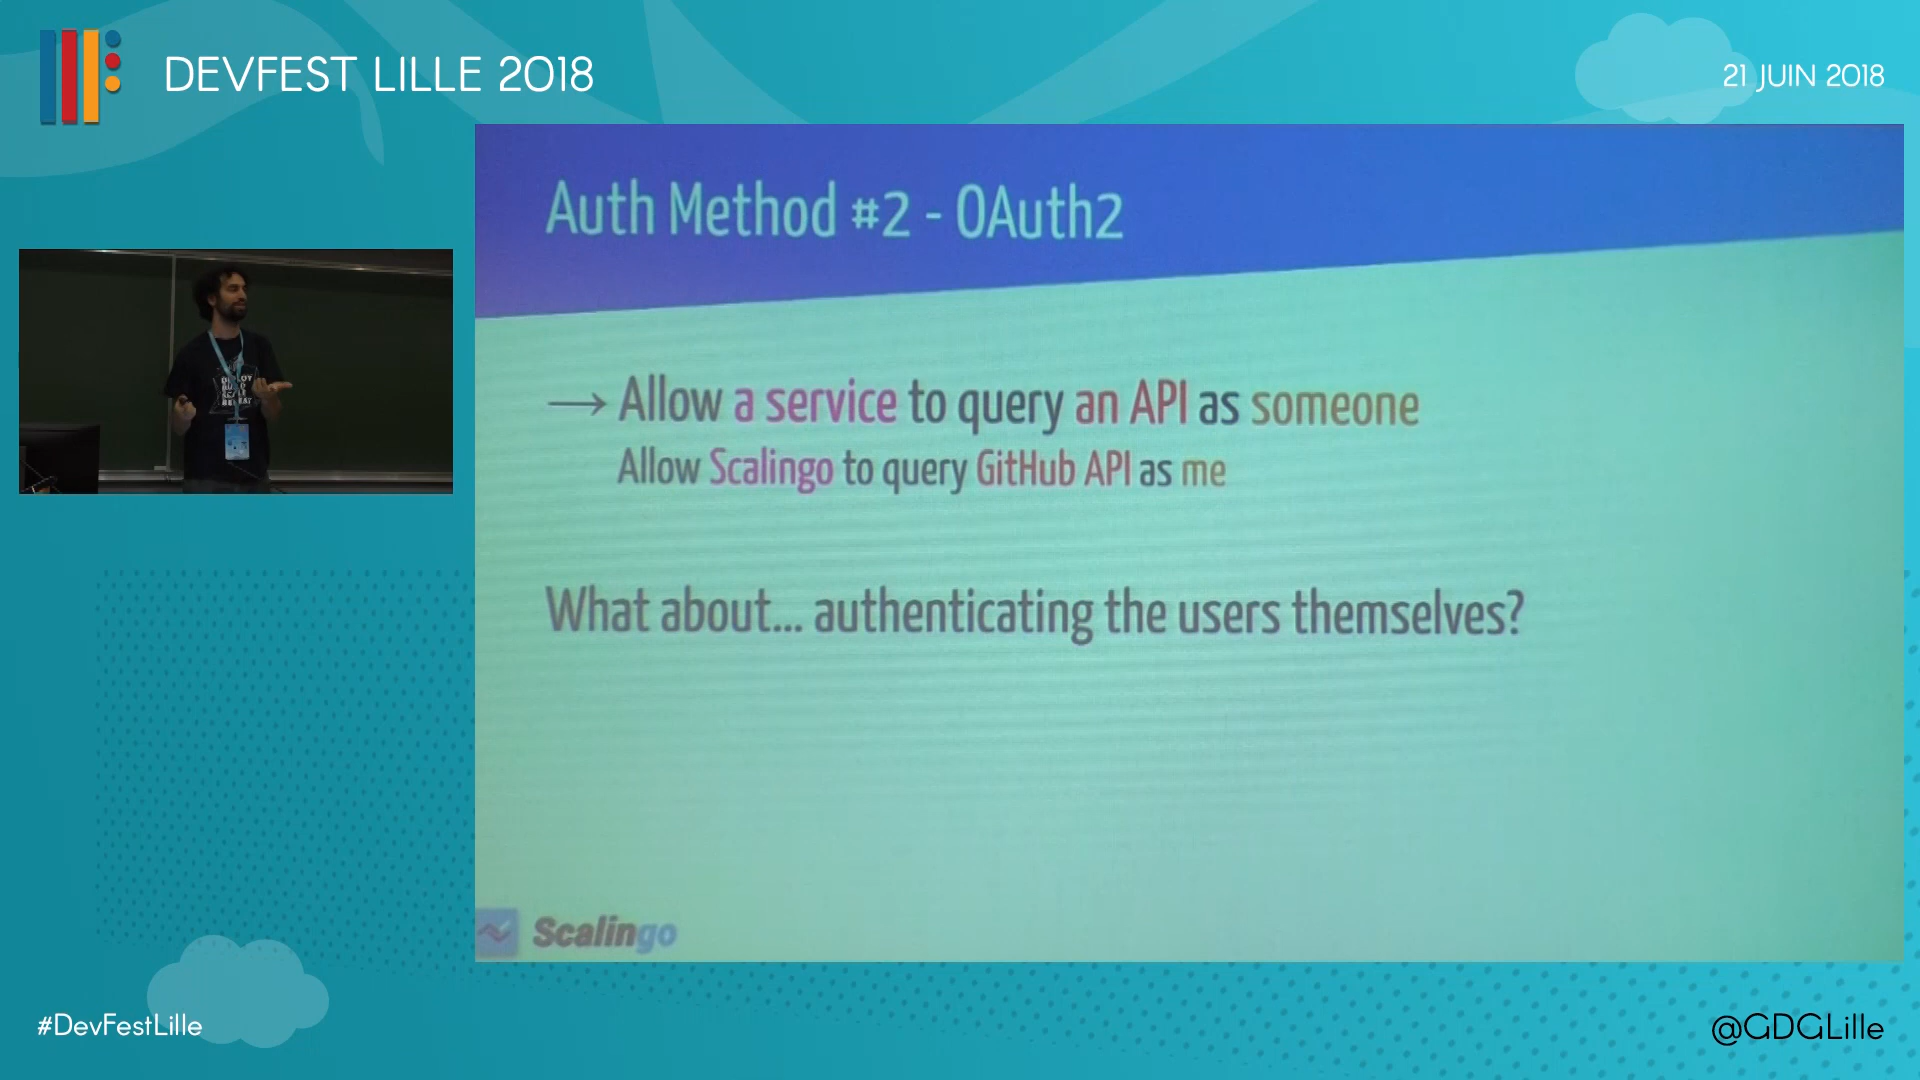 DEVFEST LILLE 2018
21 JUIN 2018
Auth Method #2 - OAuth2
→ Allow a service to query an API as someone
Allow Scalingo to query GitHub API as me
What about... authenticating the users themselves?
Scalingo
#DevFestLille
@GDGLille